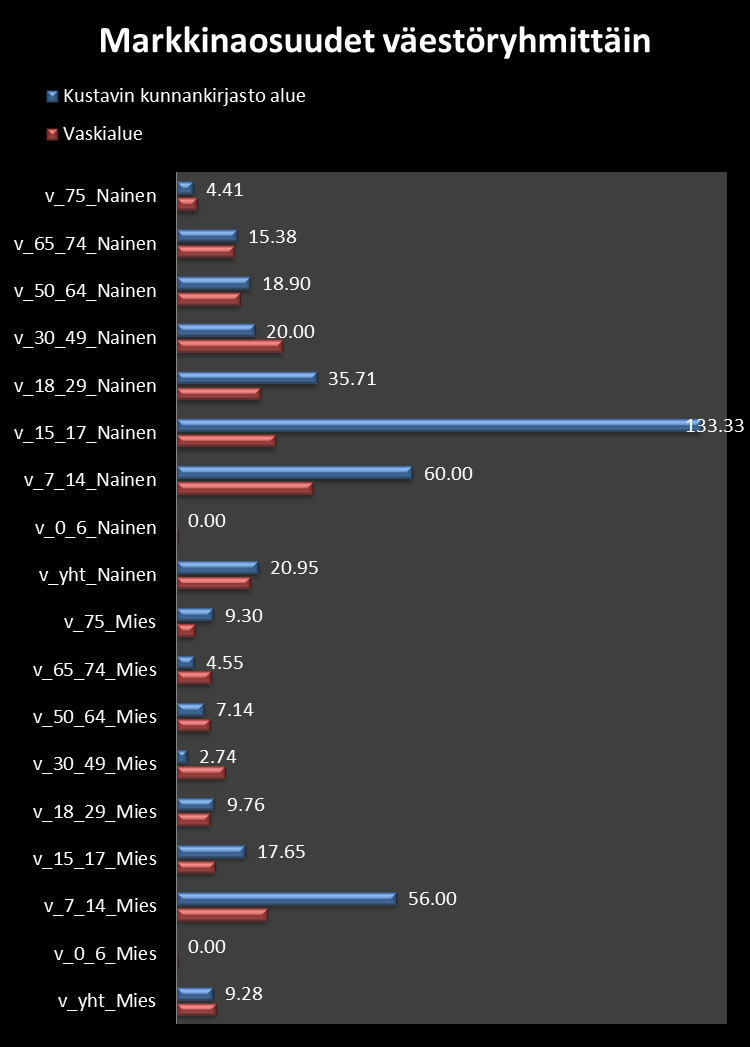 Markkinaosuudet väestöryhmittäin
Kustavin kunnankirjasto alue
Vaskialue
v_75_Nainen 4.41
v_65_74_Nainen 15.38
v_50_64_Nainen 18.90
v_30_49_Nainen 20.00
v_18_29_Nainen 35.71
v_15_17_Nainen 133.33
v_7_14_Nainen 60.00
v_0_6_Nainen 0.00
v_yht_Nainen 20.95
v_75_Mies 9.30
v_65_74_Mies 4.55
v_50_64_Mies 7.14
v_30_49_Mies 2.74
v_18_29_Mies 9.76
v_15_17_Mies 17.65
v_7_14_Mies 56.00
v_0_6_Mies 0.00
v_yht_Mies 9.28